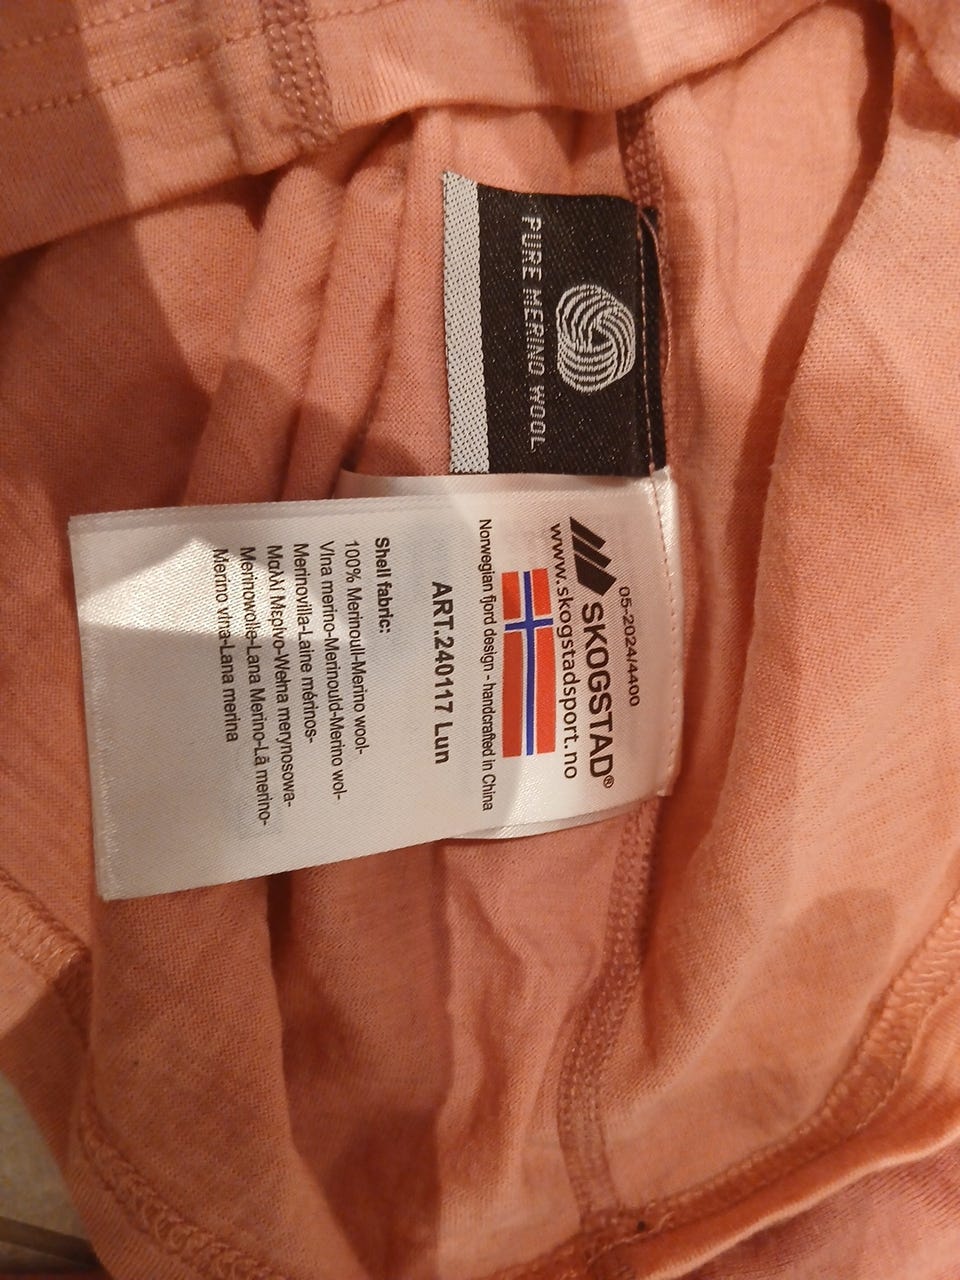 PURE MERINO WOOL
05-2024/4400
SKOGSTAD®
www.skogstadsport.no
Norwegian fjord design - handcrafted in China
ART.240117 Lun
Shell fabric:
100% Merinoull-Merino wool-
Vlna merino-Merinould-Merino wol-
Merinovilla-Laine mérinos-
Μαλλί Μερίνο-Wełna merynosowa-
Merinowolle-Lana Merino-Lã merino-
Merino vlna-Lana merina